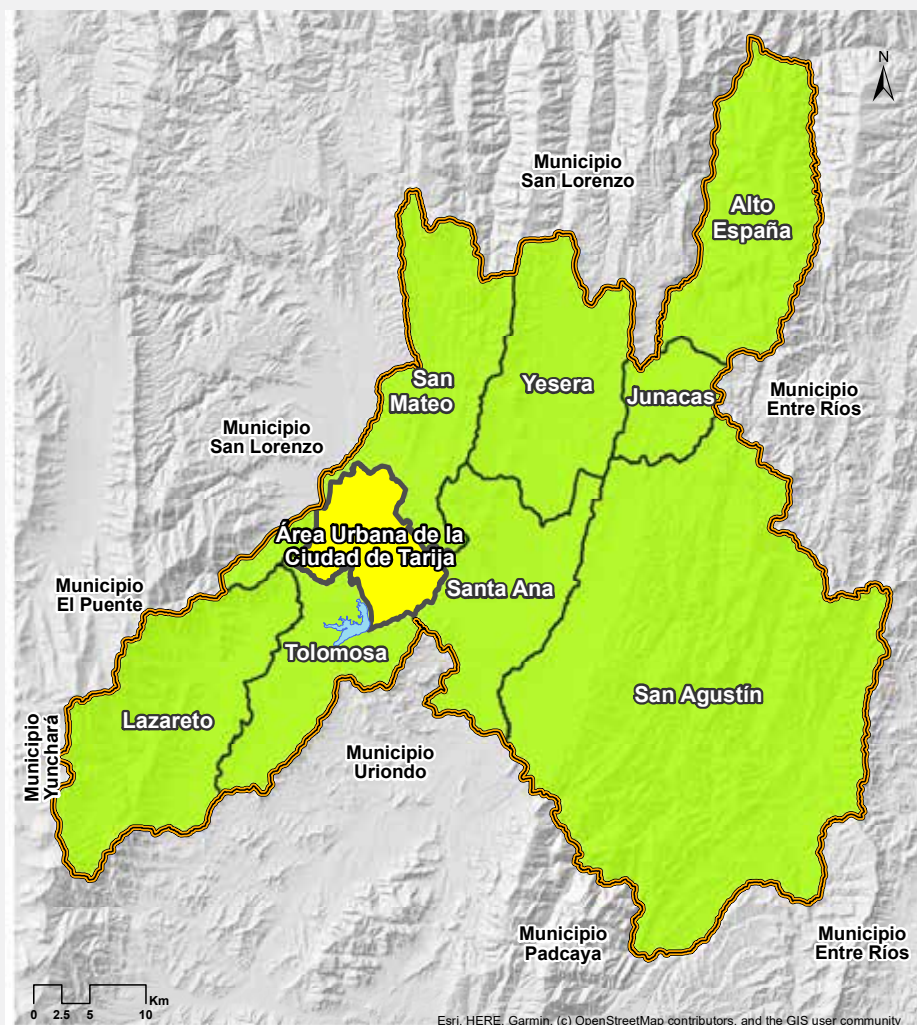 N
Municipio
San Lorenzo
Alto
España
San
Mateo
Yesera
Junacas
Municipio
Entre Ríos
Municipio
San Lorenzo
Área Urbana de la
Ciudad de Tarija
Santa Ana
Municipio
El Puente
Tolomosa
San Agustín
Lazareto
Municipio
Yunchará
Municipio
Uriondo
Municipio
Padcaya
Municipio
Entre Ríos
Km
0 2.5 5 10
Esri, HERE, Garmin, (c) OpenStreetMap contributors, and the GIS user community